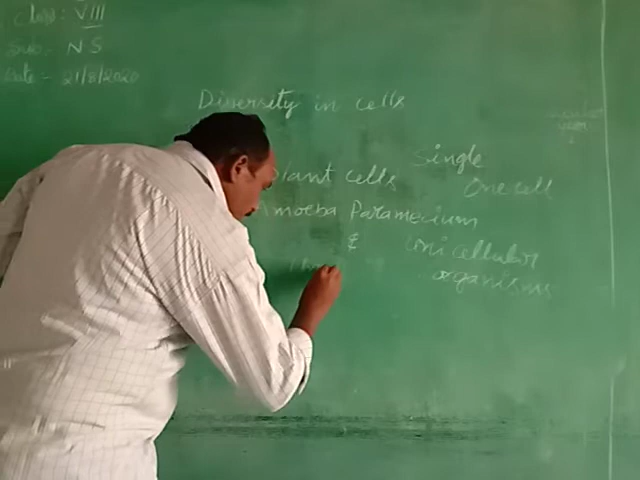 Class: VIII
Sub:- NS
Date - 21/8/2020
Diversity in cells
Single
Plant cells
One cell
Amoeba Paramecium
&
Unicellular
organisms